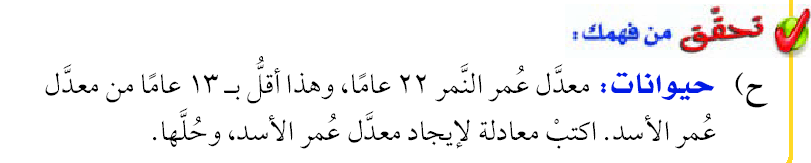 تحقّق من فهمك:
ح) حيوانات: معدَّل عُمر النَّمر ٢٢ عامًا، وهذا أقلُّ بـ ١٣ عامًا من معدَّل
عُمر الأسد. اكتبْ معادلة لإيجاد معدَّل عُمر الأسد، وحُلَّها.